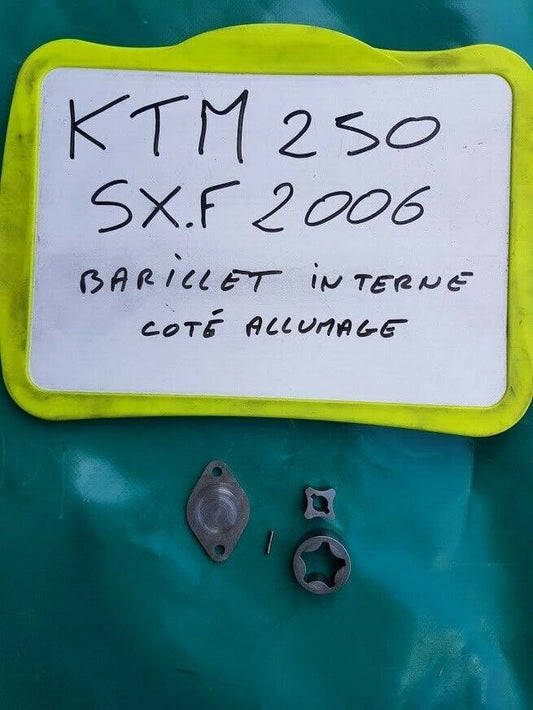 KTM 250
SX.F 2006
BARILLET INTERNE
COTÉ ALLUMAGE